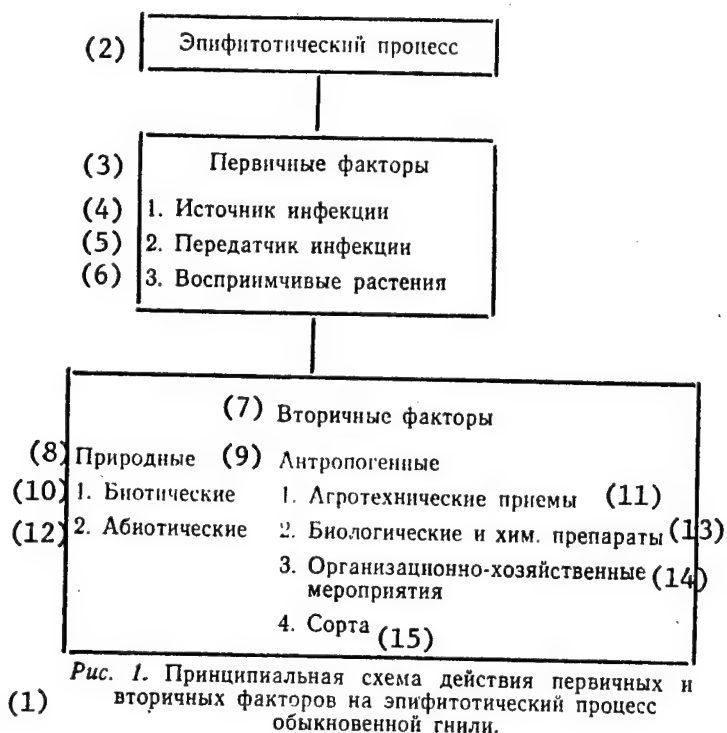 (2) Эпифитотический процесс
(3) Первичные факторы
(4) 1. Источник инфекции
(5) 2. Передатчик инфекции
(6) 3. Восприимчивые растения
(7) Вторичные факторы
(8) Природные (9) Антропогенные
(10) 1. Биотические 1. Агротехнические приемы (11)
(12) 2. Абиотические 2. Биологические и хим. препараты (13)
3. Организационно-хозяйственные (14)
мероприятия
4. Сорта (15)
Рис. 1. Принципиальная схема действия первичных и
(1) вторичных факторов на эпифитотический процесс
обыкновенной гнили.